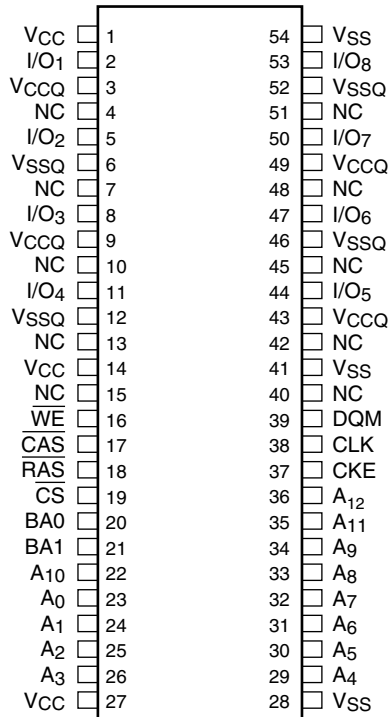 VCC 1 54 VSS
I/O1 2 53 I/O8
VCCQ 3 52 VSSQ
NC 4 51 NC
I/O2 5 50 I/O7
VSSQ 6 49 VCCQ
NC 7 48 NC
I/O3 8 47 I/O6
VCCQ 9 46 VSSQ
NC 10 45 NC
I/O4 11 44 I/O5
VSSQ 12 43 VCCQ
NC 13 42 NC
VCC 14 41 VSS
NC 15 40 NC
WE 16 39 DQM
CAS 17 38 CLK
RAS 18 37 CKE
CS 19 36 A12
BA0 20 35 A11
BA1 21 34 A9
A10 22 33 A8
A0 23 32 A7
A1 24 31 A6
A2 25 30 A5
A3 26 29 A4
VCC 27 28 VSS